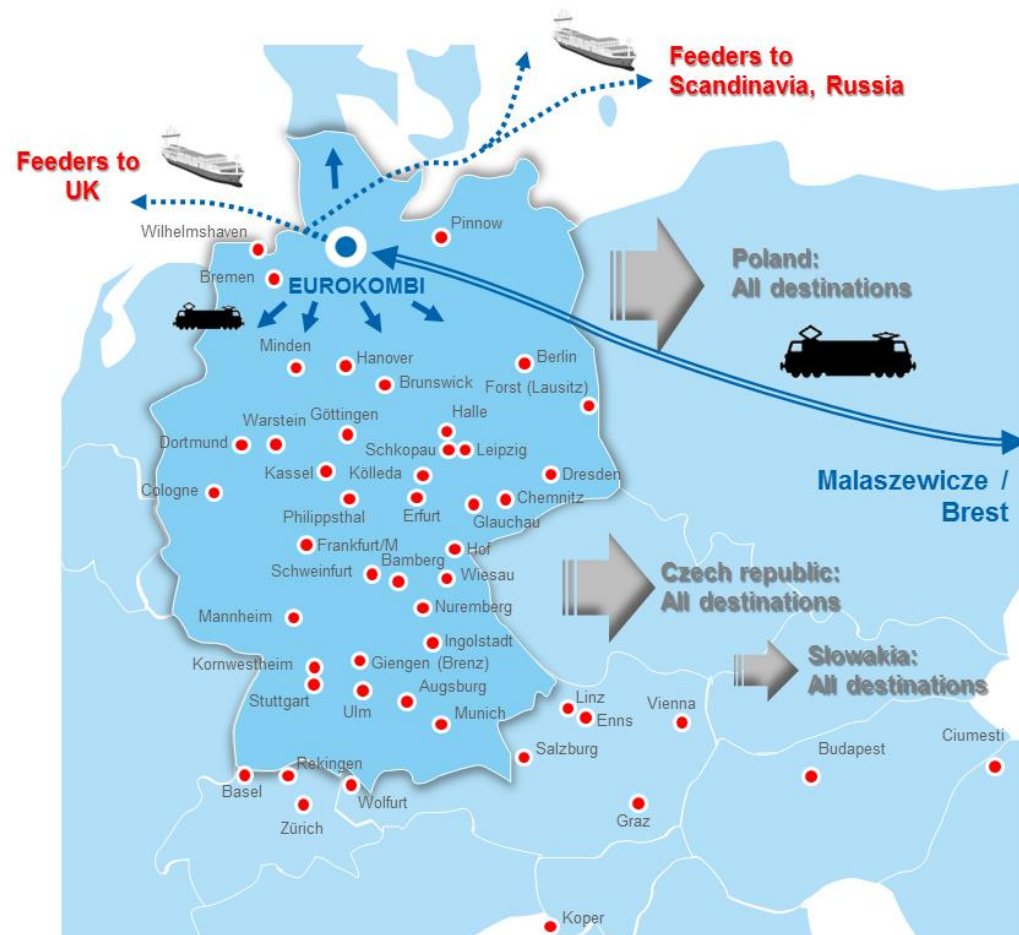 Feeders to
Scandinavia, Russia
Feeders to
UK
Wilhelmshaven
Pinnow
Bremen
EUROKOMBI
Poland:
All destinations
Minden
Hanover
Berlin
Brunswick
Forst (Lausitz)
Warstein
Göttingen
Halle
Dortmund
Schkopau
Leipzig
Kassel
Kölleda
Dresden
Cologne
Malaszewicze /
Brest
Philippsthal
Erfurt
Chemnitz
Glauchau
Frankfurt/M
Hof
Bamberg
Schweinfurt
Wiesau
Czech republic:
All destinations
Nuremberg
Mannheim
Ingolstadt
Kornwestheim
Giengen (Brenz)
Slowakia:
All destinations
Stuttgart
Ulm
Augsburg
Linz
Vienna
Munich
Enns
Ciumesti
Salzburg
Budapest
Rekingen
Basel
Wolfurt
Zürich
Graz
Koper